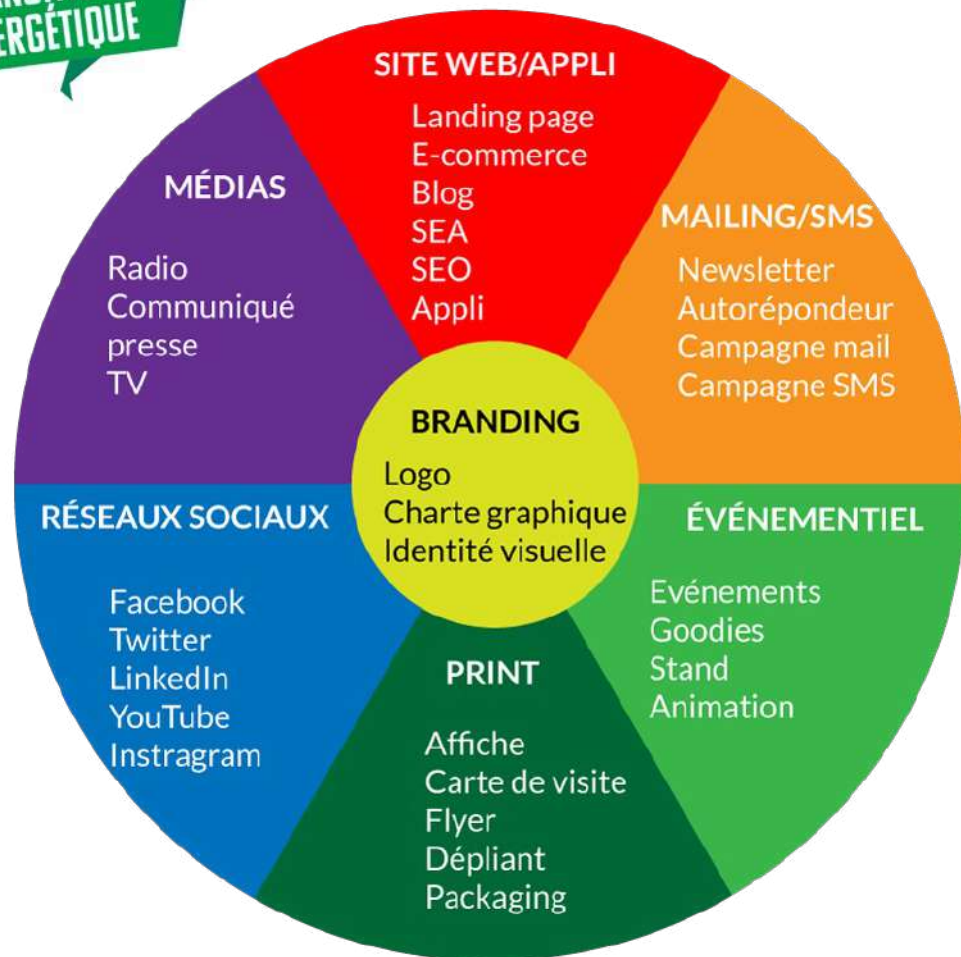 ERGÉTIQUE
SITE WEB/APPLI
Landing page
E-commerce
Blog
SEA
SEO
Appli
MAILING/SMS
Newsletter
Autorépondeur
Campagne mail
Campagne SMS
ÉVÉNEMENTIEL
Evénements
Goodies
Stand
Animation
PRINT
Affiche
Carte de visite
Flyer
Dépliant
Packaging
RÉSEAUX SOCIAUX
Facebook
Twitter
LinkedIn
YouTube
Instragram
MÉDIAS
Radio
Communiqué
presse
TV
BRANDING
Logo
Charte graphique
Identité visuelle